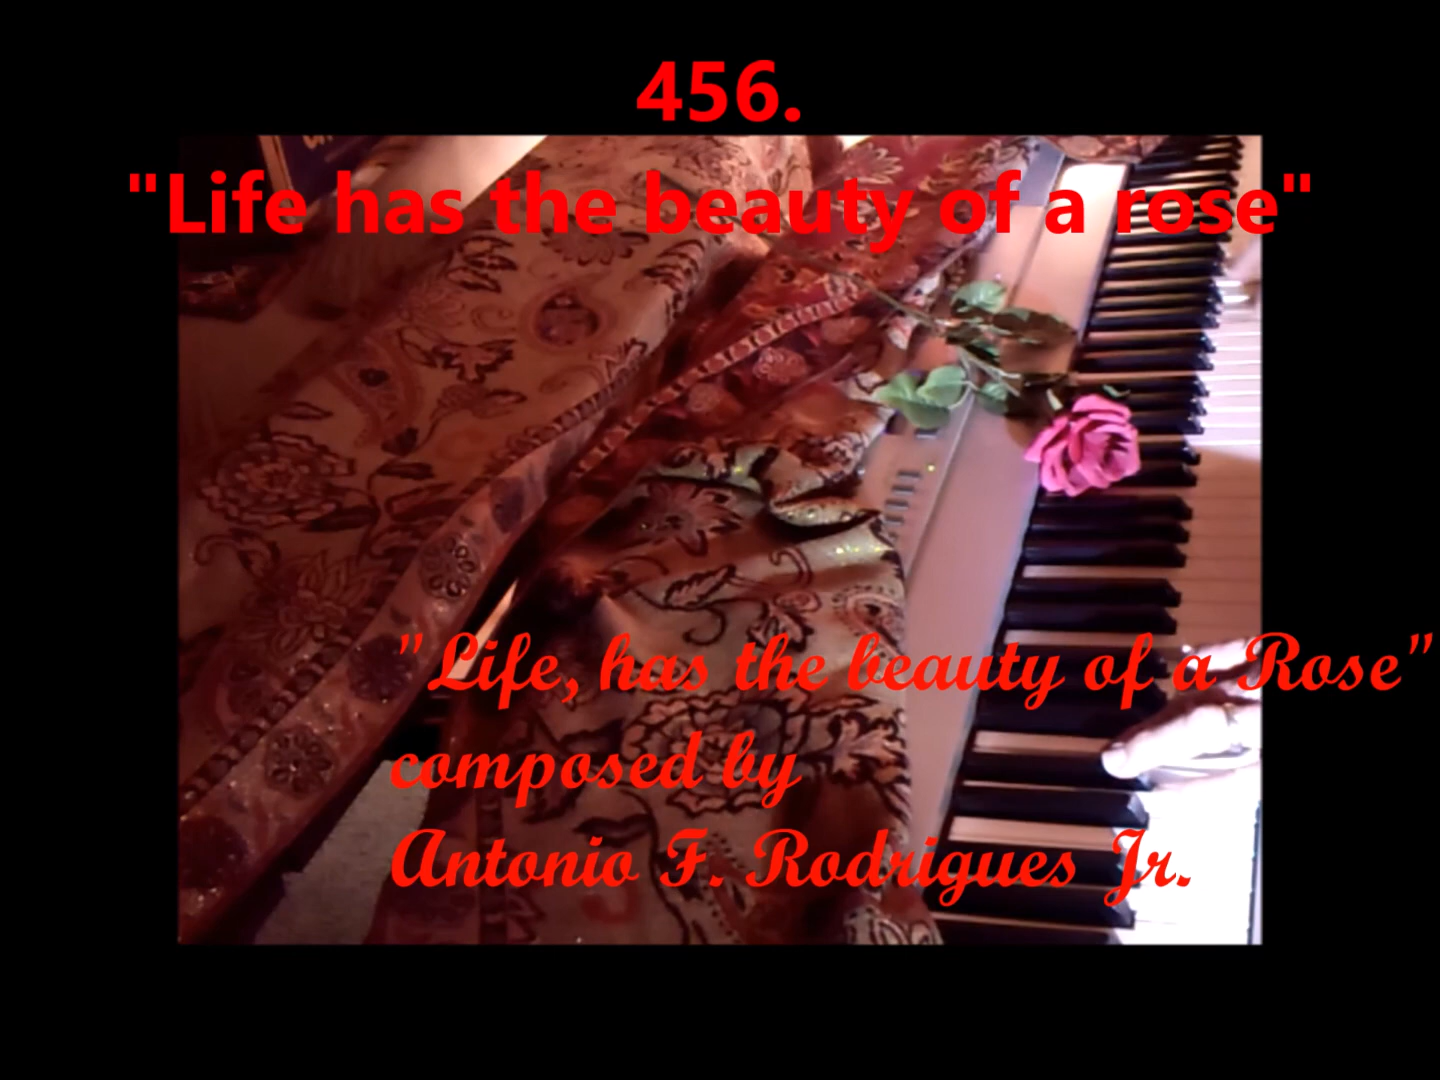 456.
"Life has the beauty of a rose"
"Life, has the beauty of a Rose"
composed by
Antonio F. Rodrigues Jr.